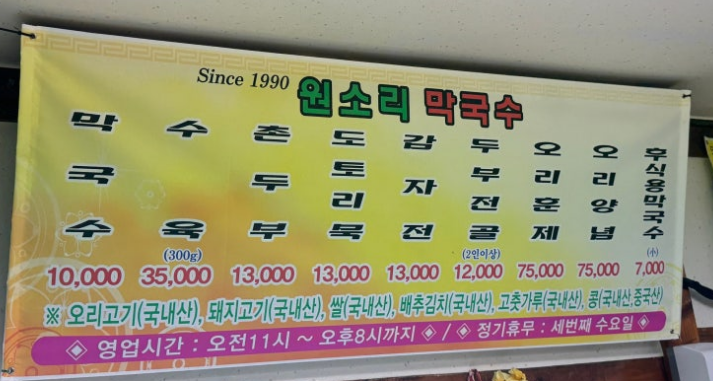 Since 1990 원소리 막국수
막국수 수육 촌두부 도토리묵 감자전 두부전골 오리훈제 오리양념 후식용막국수
(300g) (2인이상) (小)
10,000 35,000 13,000 13,000 13,000 12,000 75,000 75,000 7,000
※ 오리고기(국내산), 돼지고기(국내산), 쌀(국내산), 배추김치(국내산), 고춧가루(국내산), 콩(국내산,중국산)
◈ 영업시간 : 오전11시 ~ 오후8시까지 ◈ / ◈ 정기휴무 : 세번째 수요일 ◈